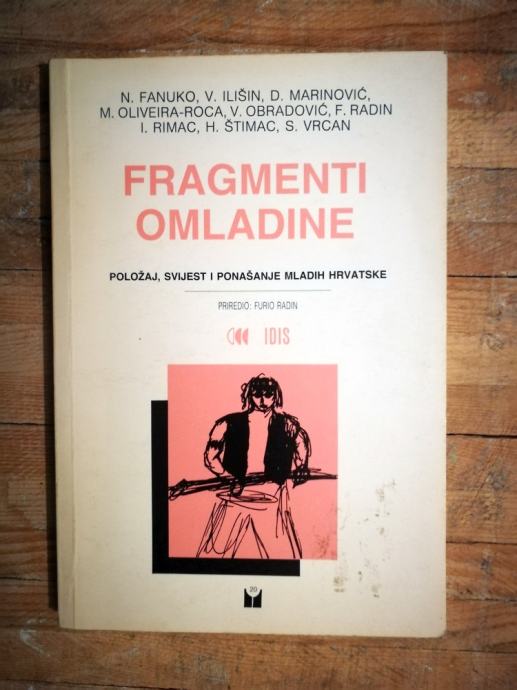 N. FANUKO, V. ILIŠIN, D. MARINOVIĆ,
M. OLIVEIRA-ROCA, V. OBRADOVIĆ, F. RADIN
I. RIMAC, H. ŠTIMAC, S. VRCAN
FRAGMENTI
OMLADINE
POLOŽAJ, SVIJEST I PONAŠANJE MLADIH HRVATSKE
PRIREDIO: FURIO RADIN
IDIS
20